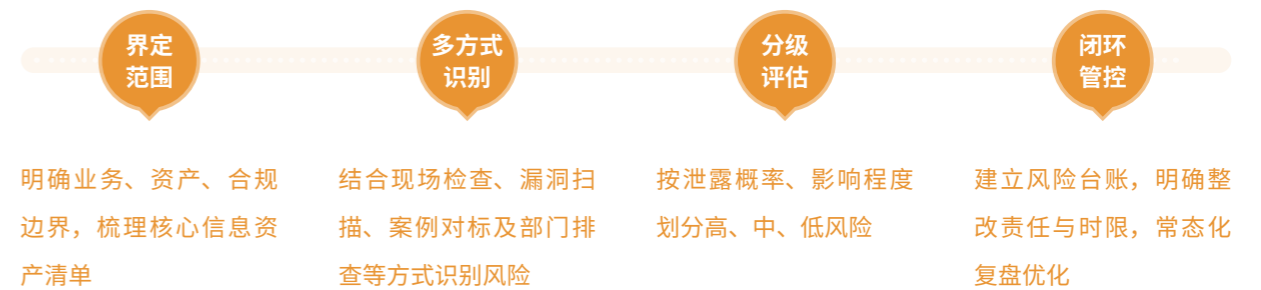 界定
范围
多方式
识别
分级
评估
闭环
管控
明确业务、资产、合规
边界，梳理核心信息资
产清单
结合现场检查、漏洞扫
描、案例对标及部门排
查等方式识别风险
按泄露概率、影响程度
划分高、中、低风险
建立风险台账，明确整
改责任与时限，常态化
复盘优化